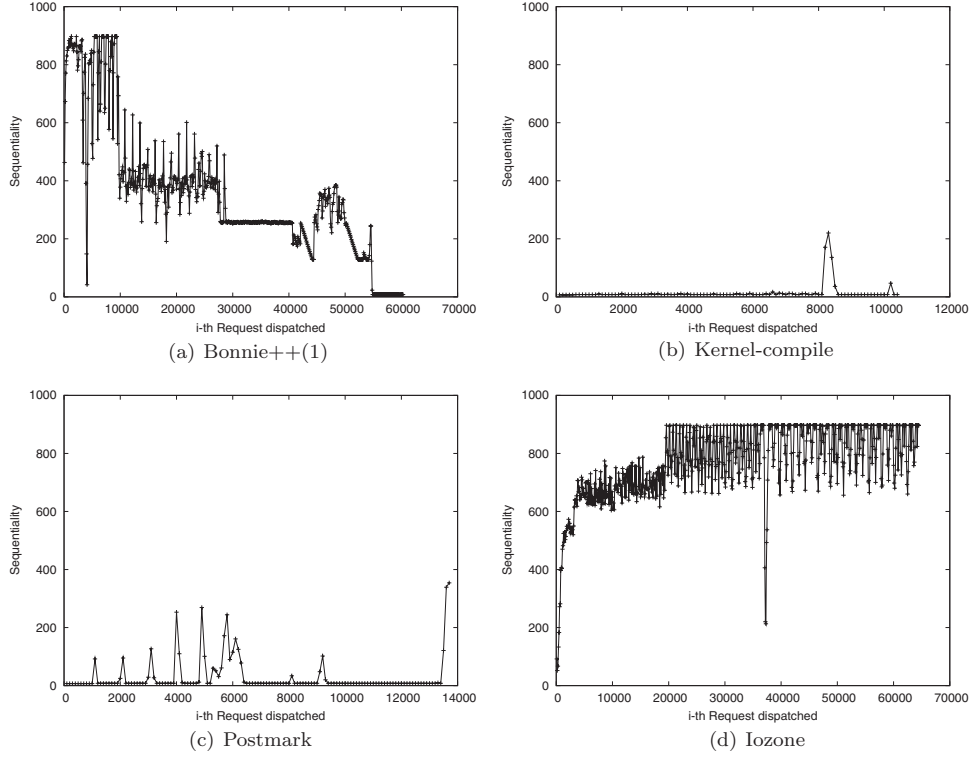 1000
800
600
400
200
0
Sequentiality
0 10000 20000 30000 40000 50000 60000 70000
i-th Request dispatched
(a) Bonnie++(1)
1000
800
600
400
200
0
Sequentiality
0 2000 4000 6000 8000 10000 12000
i-th Request dispatched
(b) Kernel-compile
1000
800
600
400
200
0
Sequentiality
0 2000 4000 6000 8000 10000 12000 14000
i-th Request dispatched
(c) Postmark
1000
800
600
400
200
0
Sequentiality
0 10000 20000 30000 40000 50000 60000 70000
i-th Request dispatched
(d) Iozone